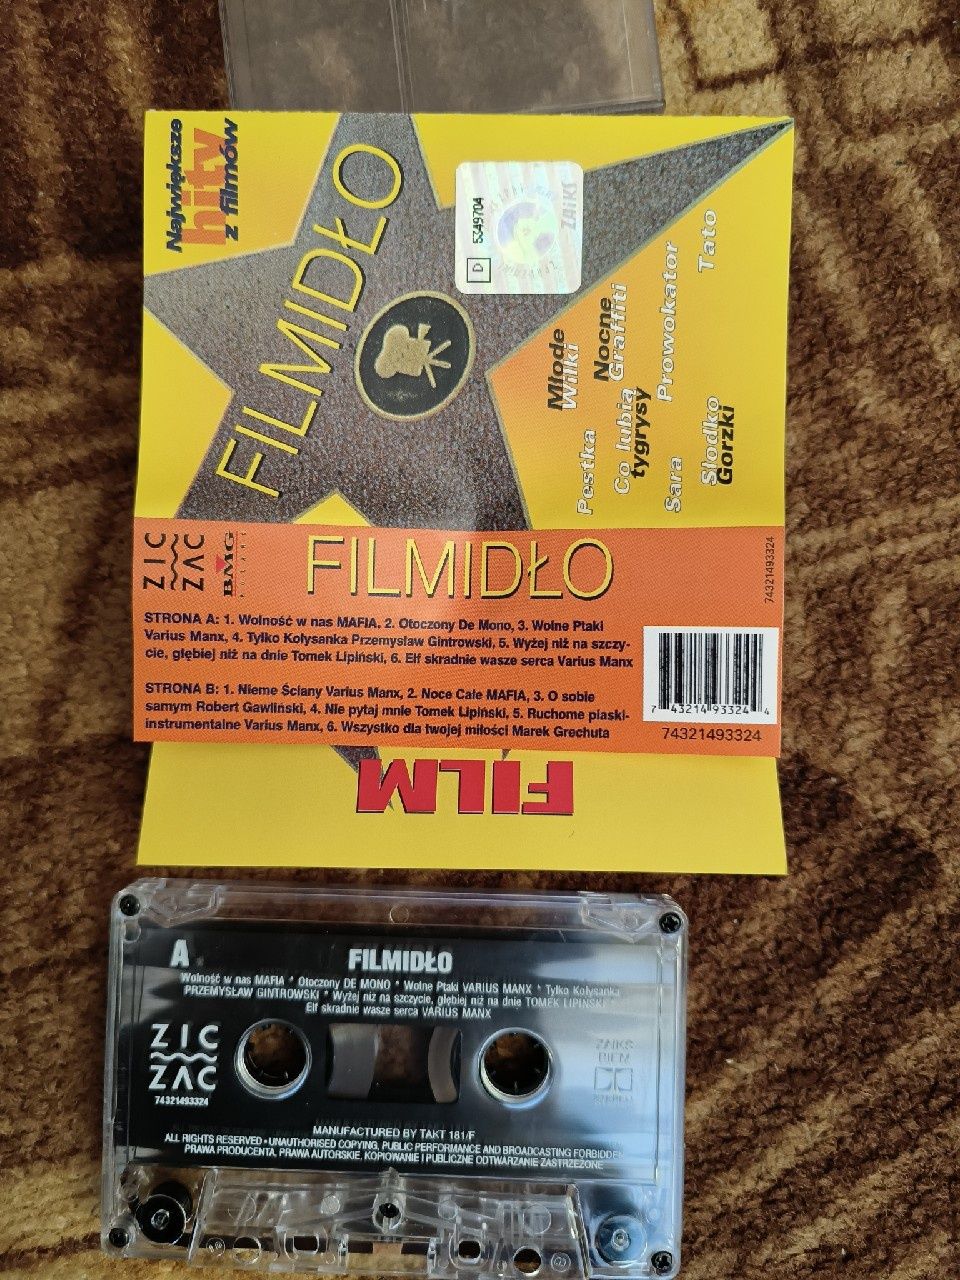 Największe
hity
z filmów
FILMIDŁO
D
5349704
ZAiKS
Młode
Wilki
Nocne
Graffiti
Pestka
Co lubią
tygrysy
Prowokator
Tato
Sara
Słodko
Gorzki
ZIC
ZAC
BMG
FILMIDŁO
74321493324
STRONA A: 1. Wolność w nas MAFIA, 2. Otoczony De Mono, 3. Wolne Ptaki
Varius Manx, 4. Tylko Kołysanka Przemysław Gintrowski, 5. Wyżej niż na szczy-
cie, głębiej niż na dnie Tomek Lipiński, 6. Elf skradnie wasze serca Varius Manx
STRONA B: 1. Nieme Ściany Varius Manx, 2. Noce Całe MAFIA, 3. O sobie
samym Robert Gawliński, 4. Nie pytaj mnie Tomek Lipiński, 5. Ruchome piaski-
instrumentalne Varius Manx, 6. Wszystko dla twojej miłości Marek Grechuta
7 43214 93324 4
74321493324
FILM
A
FILMIDŁO
Wolność w nas MAFIA * Otoczony DE MONO * Wolne Ptaki VARIUS MANX * Tylko Kołysanka
PRZEMYSŁAW GINTROWSKI * Wyżej niż na szczycie, głębiej niż na dnie TOMEK LIPIŃSKI *
Elf skradnie wasze serca VARIUS MANX
ZIC
ZAC
74321493324
ZAIKS
BIEM
STEREO
MANUFACTURED BY TAKT 181/F
ALL RIGHTS RESERVED • UNAUTHORISED COPYING, PUBLIC PERFORMANCE AND BROADCASTING FORBIDDEN
PRAWA PRODUCENTA, PRAWA AUTORSKIE, KOPIOWANIE I PUBLICZNE ODTWARZANIE ZASTRZEŻONE